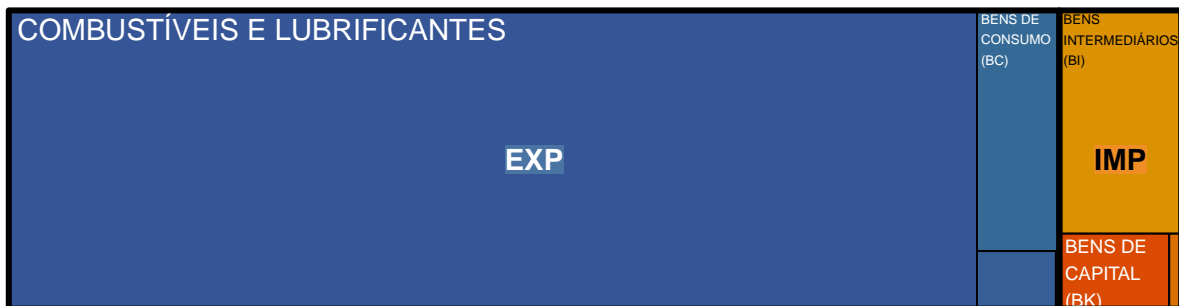 COMBUSTÍVEIS E LUBRIFICANTES
BENS DE
CONSUMO
(BC)
BENS
INTERMEDIÁRIOS
(BI)
EXP
IMP
BENS DE
CAPITAL
(BK)